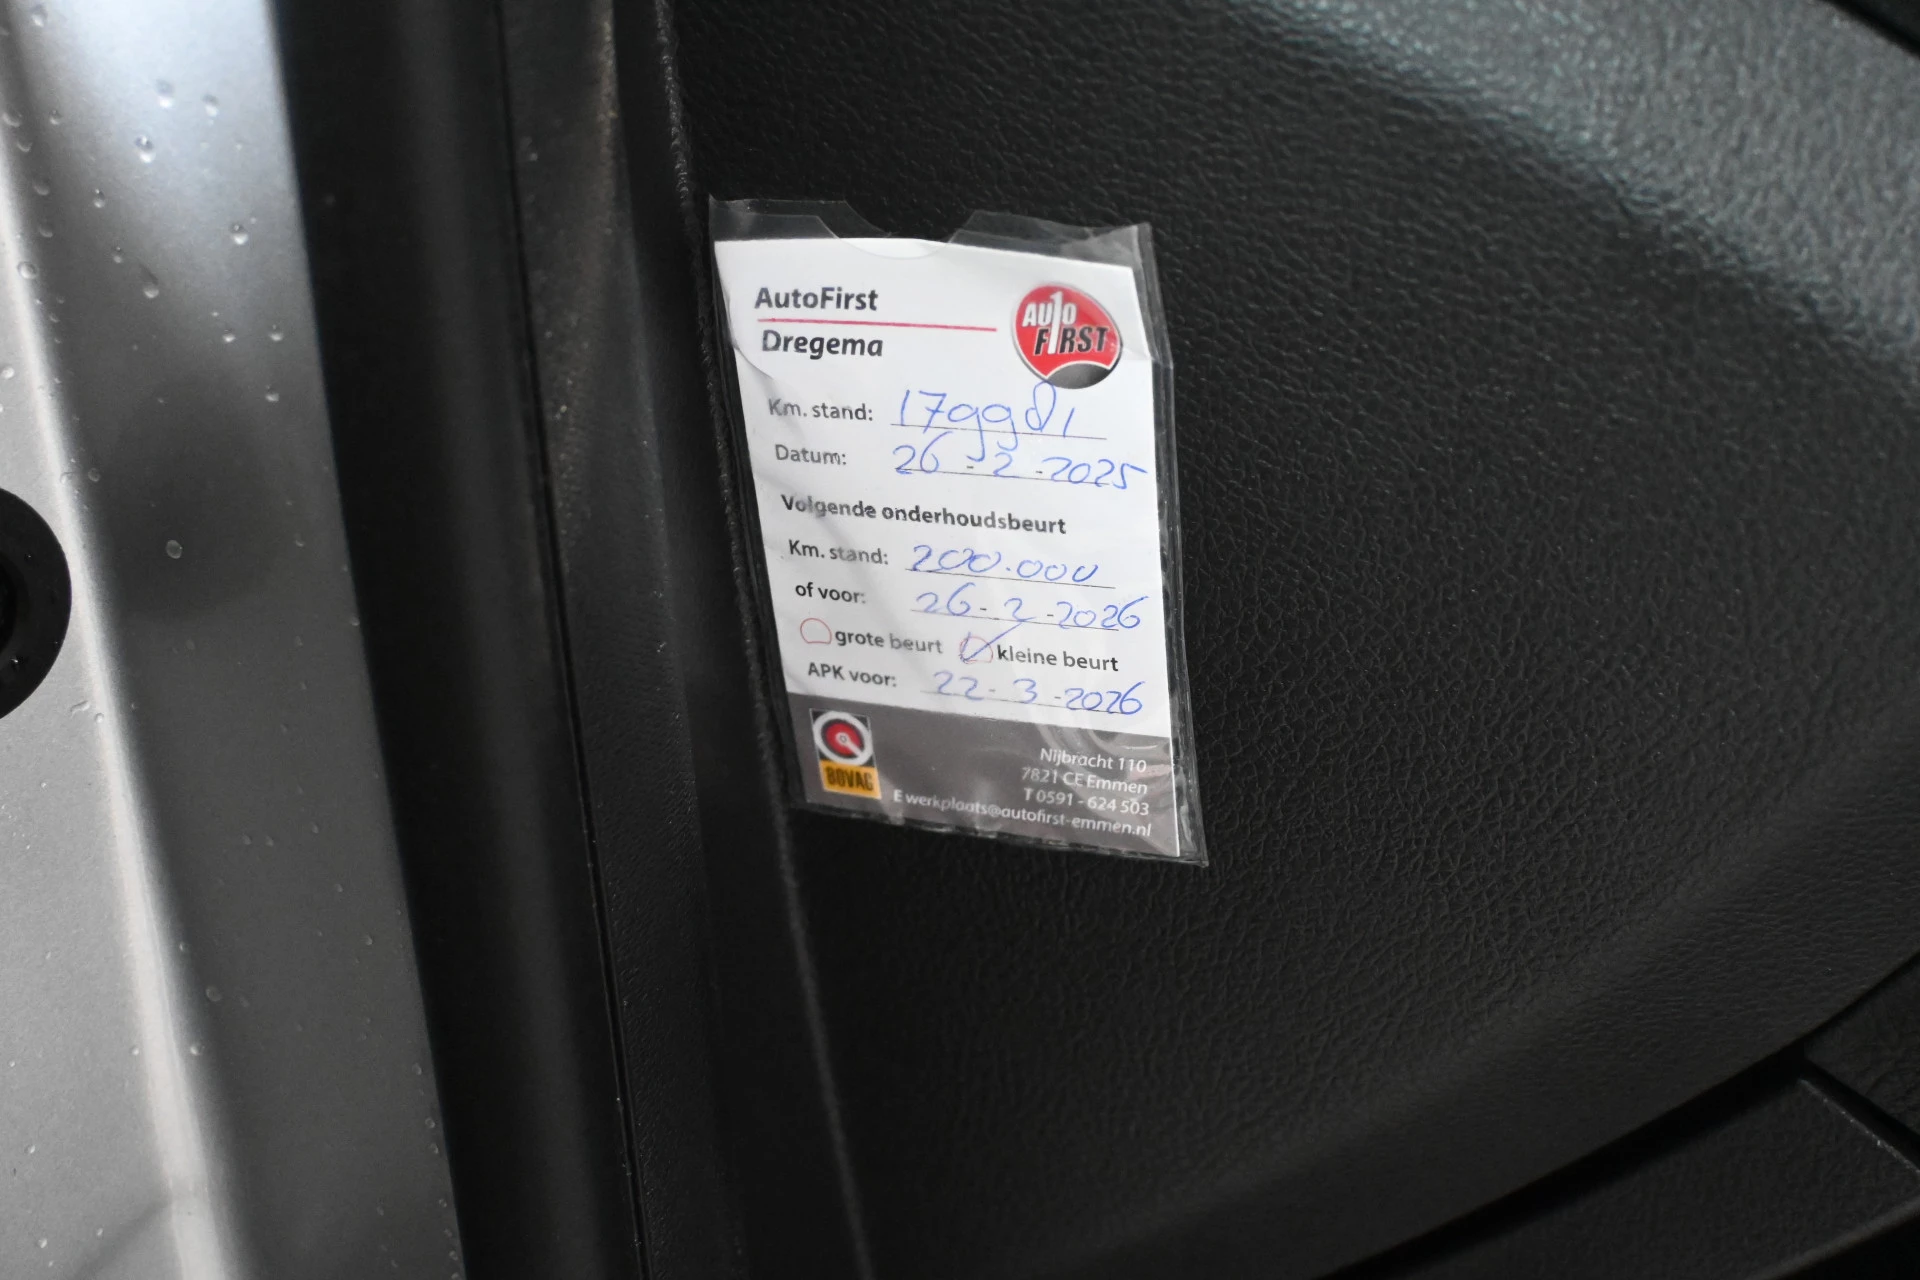 AutoFirst
Dregema
AUTO
FIRST
Km. stand: 179981
Datum: 26-2-2025
Volgende onderhoudsbeurt
Km. stand: 200.000
of voor: 26-2-2026
grote beurt kleine beurt
APK voor: 22-3-2026
BOVAG
Nijbracht 110
7821 CE Emmen
T 0591 - 624 503
E werkplaats@autofirst-emmen.nl